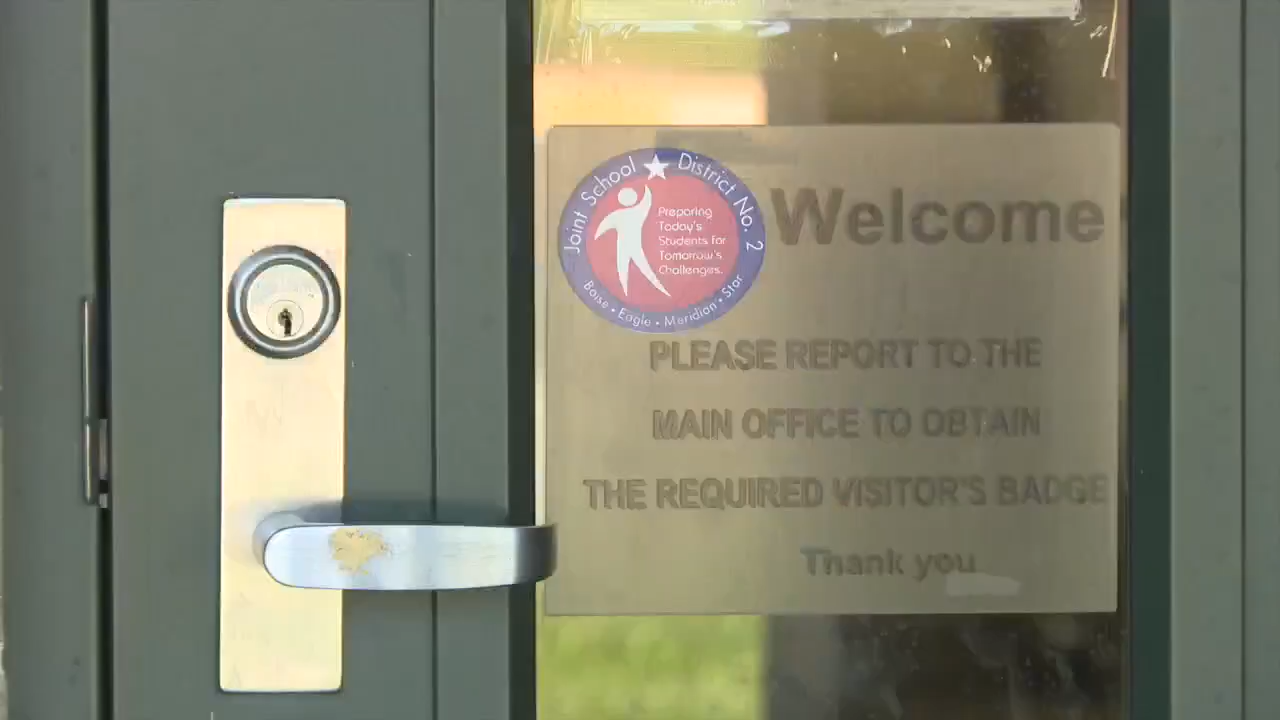 Joint School ★ District No. 2
Preparing
Today's
Students for
Tomorrow's
Challenges.
Boise • Eagle • Meridian • Star
Welcome
PLEASE REPORT TO THE
MAIN OFFICE TO OBTAIN
THE REQUIRED VISITOR'S BADGE
Thank you